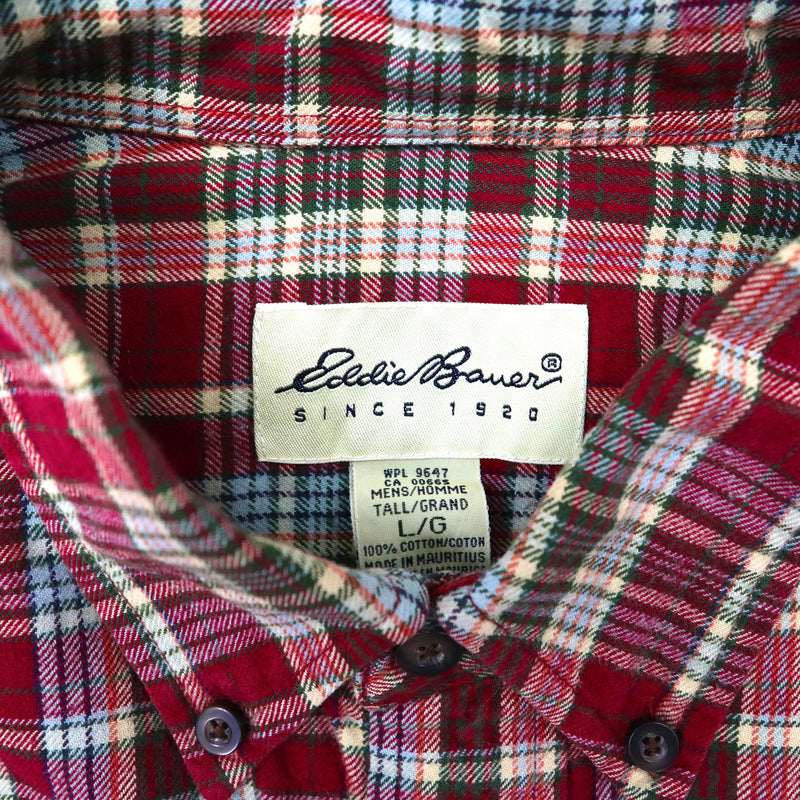 Eddie Bauer®
SINCE 1920
WPL 9647
CA 00665
MENS/HOMME
TALL/GRAND
L/G
100% COTTON/COTON
MADE IN MAURITIUS